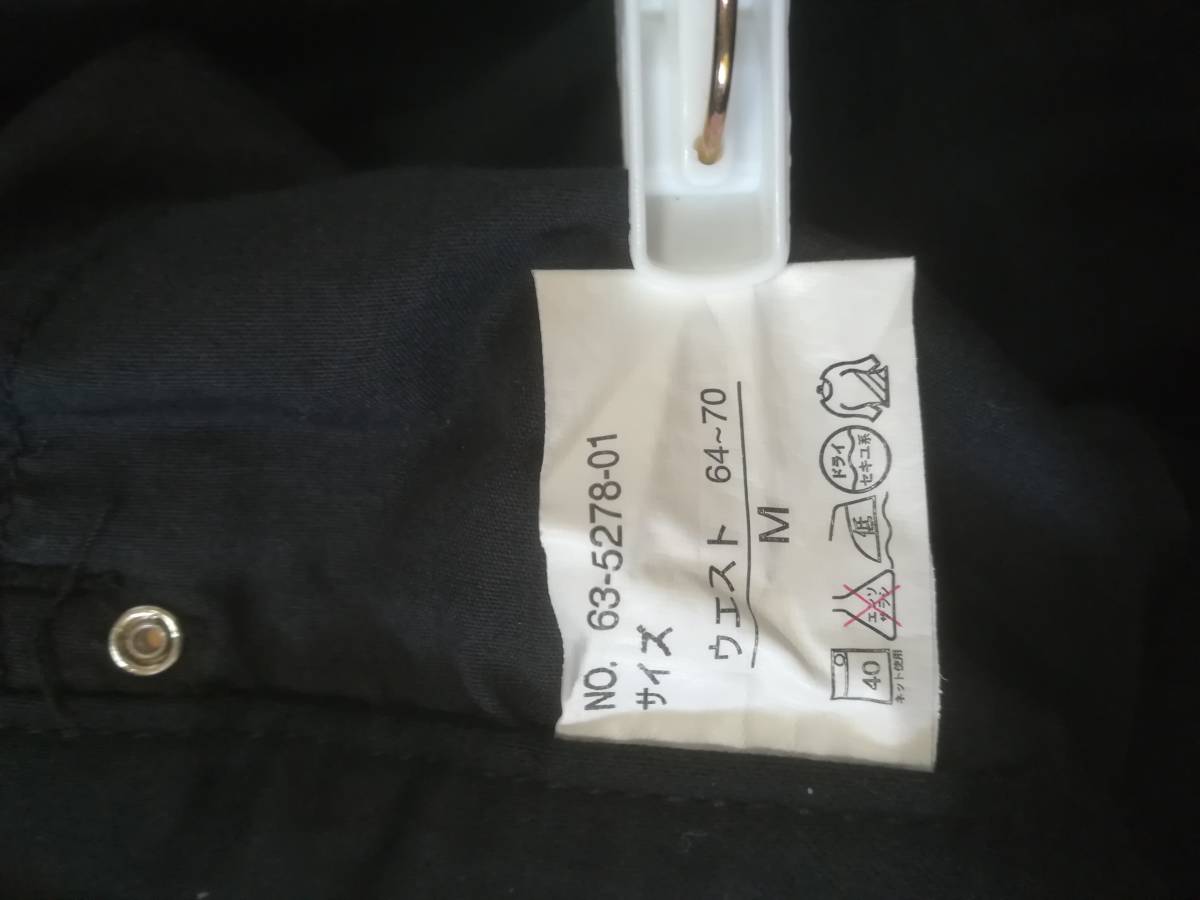 NO. 63-5278-01
サイズ
ウエスト 64~70
M
40
ネット使用
エンソ
サラシ
低
ドライ
セキユ系